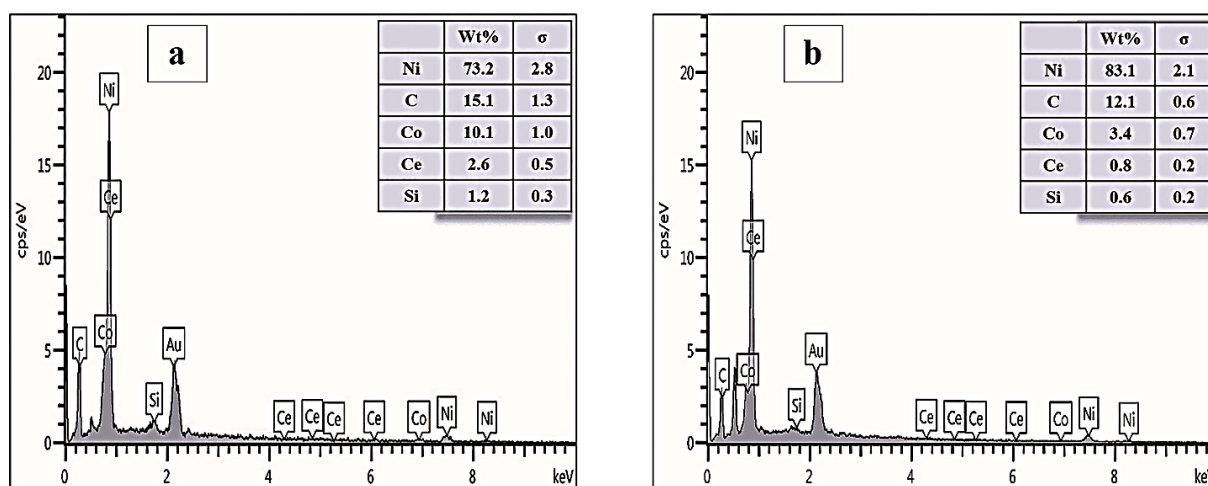 a
Wt% σ
Ni 73.2 2.8
C 15.1 1.3
Co 10.1 1.0
Ce 2.6 0.5
Si 1.2 0.3
cps/eV
20
15
10
5
0
Ni
Ce
Co
C
Si
Au
Ce
Ce
Ce
Ce
Co
Ni
Ni
0 2 4 6 8 keV
b
Wt% σ
Ni 83.1 2.1
C 12.1 0.6
Co 3.4 0.7
Ce 0.8 0.2
Si 0.6 0.2
cps/eV
20
15
10
5
0
Ni
Ce
Co
C
Si
Au
Ce
Ce
Ce
Ce
Co
Ni
Ni
0 2 4 6 8 keV